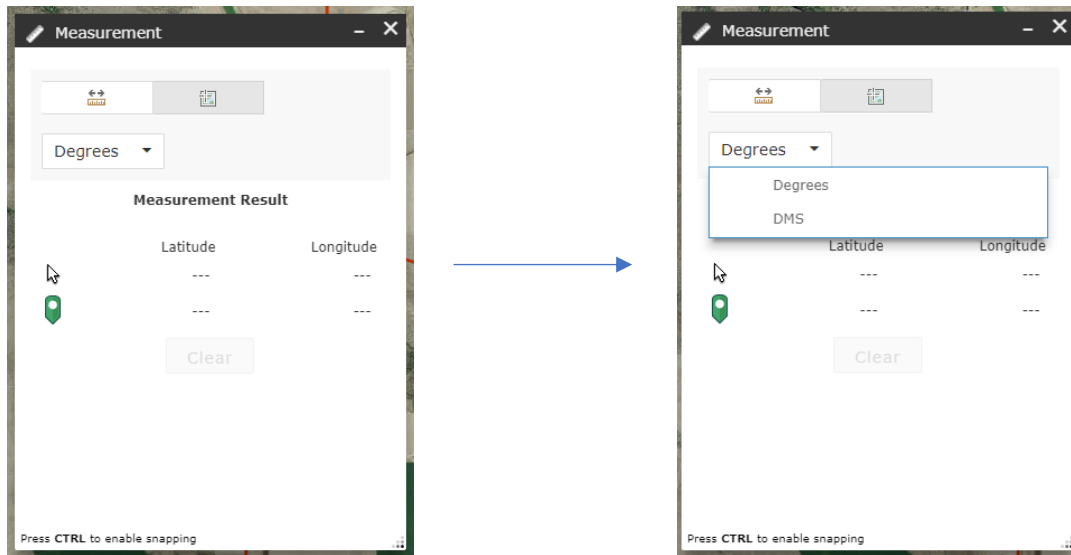 Measurement
Degrees
Measurement Result
Latitude Longitude
--- ---
--- ---
Clear
Press CTRL to enable snapping
Measurement
Degrees
Degrees
DMS
Latitude Longitude
--- ---
--- ---
Clear
Press CTRL to enable snapping